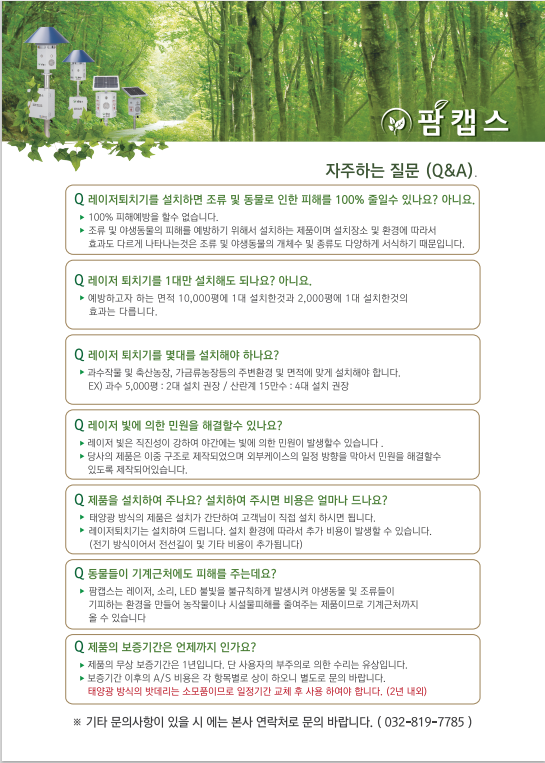 팜캡스
자주하는 질문 (Q&A).
Q 레이저퇴치기를 설치하면 조류 및 동물로 인한 피해를 100% 줄일수 있나요? 아니요.
▶ 100% 피해예방을 할수 없습니다.
▶ 조류 및 야생동물의 피해를 예방하기 위해서 설치하는 제품이며 설치장소 및 환경에 따라서
효과도 다르게 나타나는것은 조류 및 야생동물의 개체수 및 종류도 다양하게 서식하기 때문입니다.
Q 레이저 퇴치기를 1대만 설치해도 되나요? 아니요.
▶ 예방하고자 하는 면적 10,000평에 1대 설치한것과 2,000평에 1대 설치한것의
효과는 다릅니다.
Q 레이저 퇴치기를 몇대를 설치해야 하나요?
▶ 과수작물 및 축산농장, 가금류농장등의 주변환경 및 면적에 맞게 설치해야 합니다.
EX) 과수 5,000평 : 2대 설치 권장 / 산란계 15만수 : 4대 설치 권장
Q 레이저 빛에 의한 민원을 해결할수 있나요?
▶ 레이저 빛은 직진성이 강하여 야간에는 빛에 의한 민원이 발생할수 있습니다 .
▶ 당사의 제품은 이중 구조로 제작되었으며 외부케이스의 일정 방향을 막아서 민원을 해결할수
있도록 제작되어있습니다.
Q 제품을 설치하여 주나요? 설치하여 주시면 비용은 얼마나 드나요?
▶ 태양광 방식의 제품은 설치가 간단하여 고객님이 직접 설치 하시면 됩니다.
▶ 레이저퇴치기는 설치하여 드립니다. 설치 환경에 따라서 추가 비용이 발생할 수 있습니다.
(전기 방식이어서 전선길이 및 기타 비용이 추가됩니다)
Q 동물들이 기계근처에도 피해를 주는데요?
▶ 팜캡스는 레이저, 소리, LED 불빛을 불규칙하게 발생시켜 야생동물 및 조류들이
기피하는 환경을 만들어 농작물이나 시설물피해를 줄여주는 제품이므로 기계근처까지
올 수 있습니다
Q 제품의 보증기간은 언제까지 인가요?
▶ 제품의 무상 보증기간은 1년입니다. 단 사용자의 부주의로 의한 수리는 유상입니다.
▶ 보증기간 이후의 A/S 비용은 각 항목별로 상이 하오니 별도로 문의 바랍니다.
태양광 방식의 밧데리는 소모품이므로 일정기간 교체 후 사용 하여야 합니다. (2년 내외)
※ 기타 문의사항이 있을 시 에는 본사 연락처로 문의 바랍니다. ( 032-819-7785 )